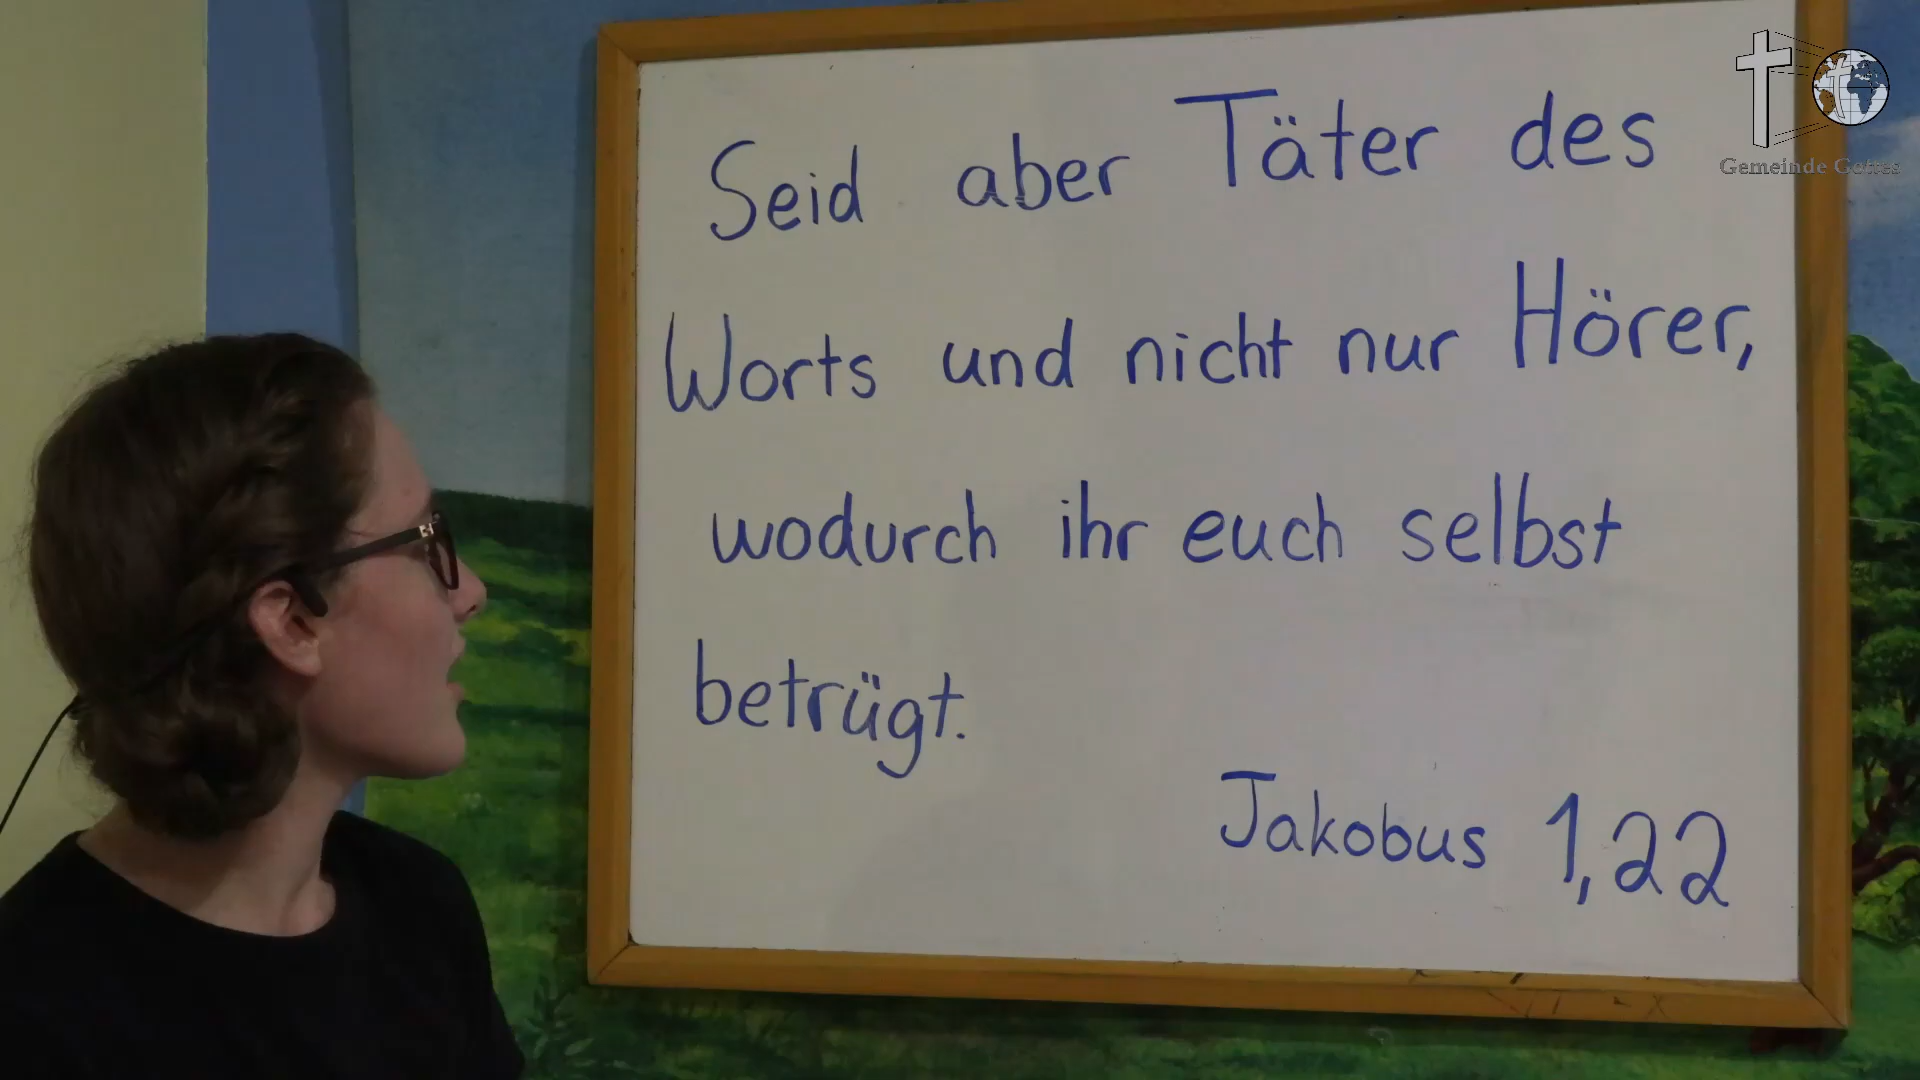 Seid aber Täter des
Worts und nicht nur Hörer,
wodurch ihr euch selbst
betrügt.
Jakobus 1,22
Gemeinde Gottes